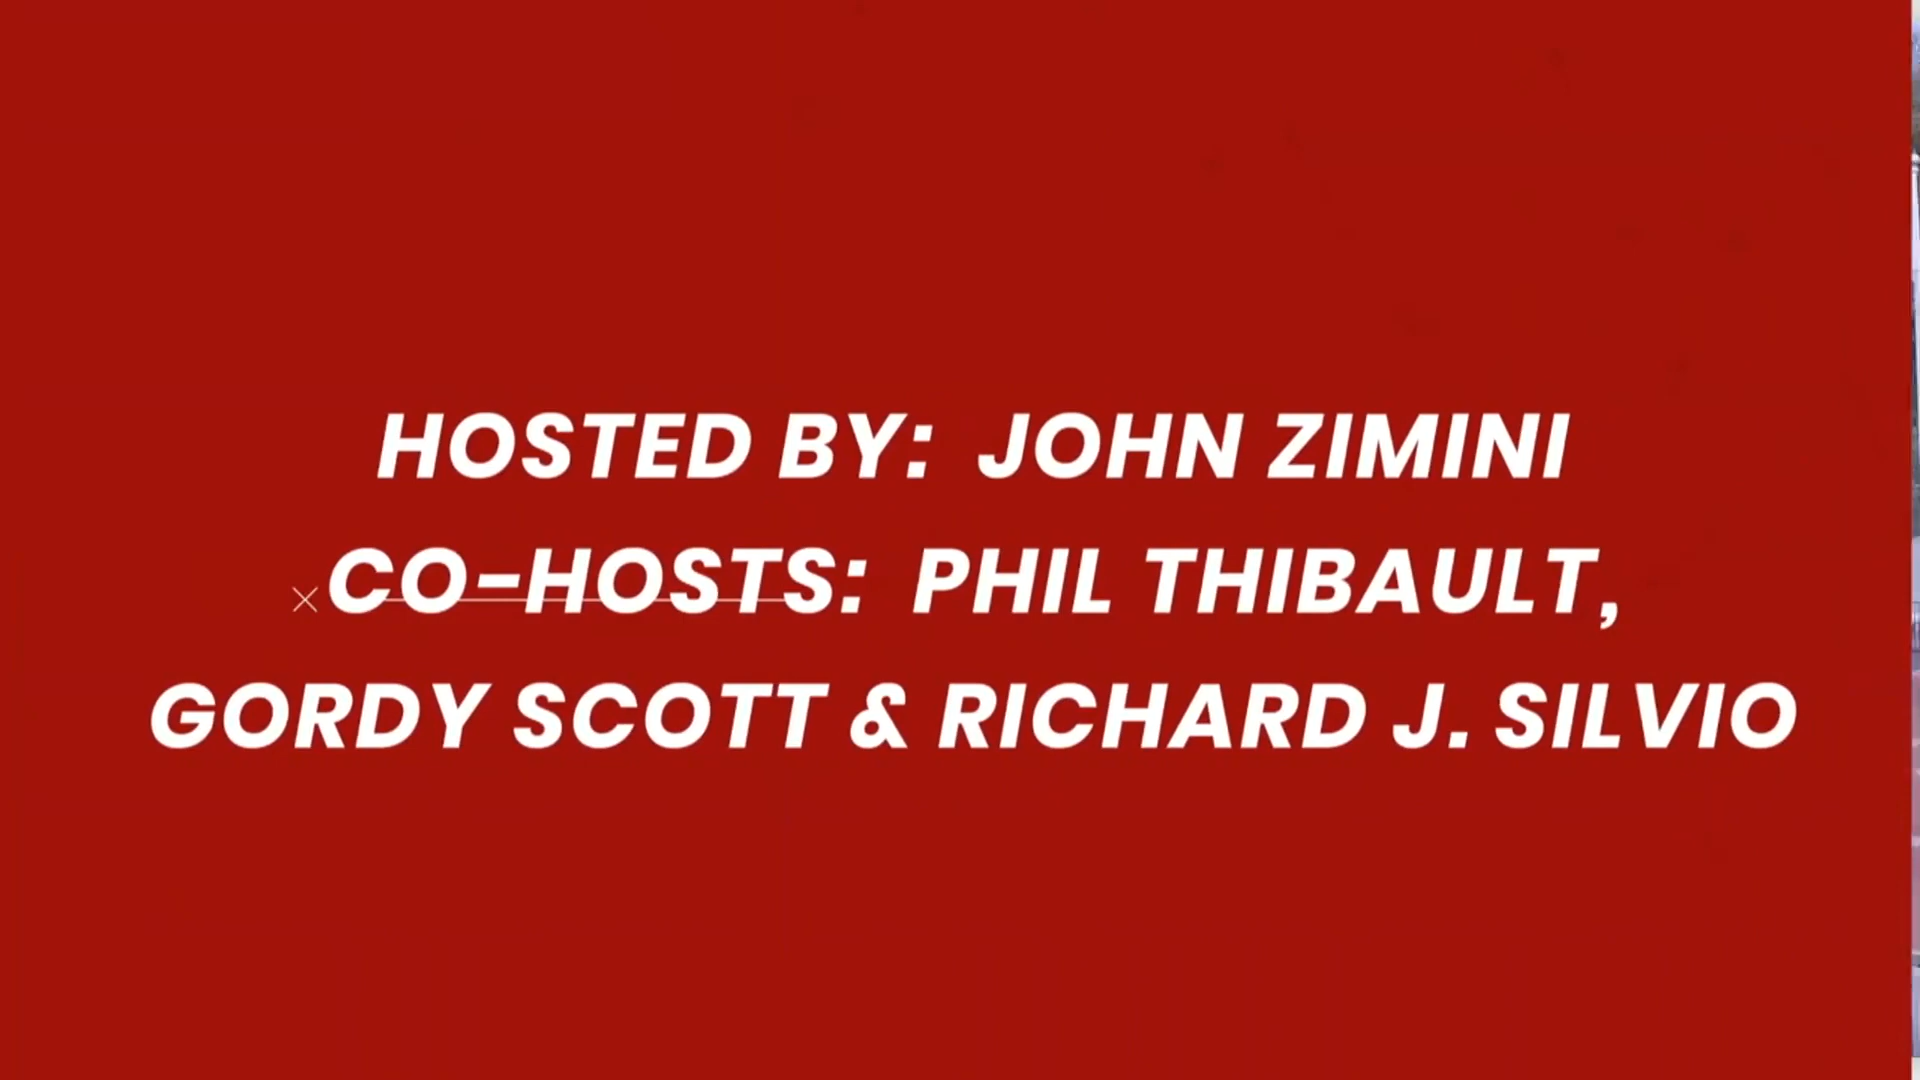 HOSTED BY: JOHN ZIMINI
CO-HOSTS: PHIL THIBAULT,
GORDY SCOTT & RICHARD J. SILVIO